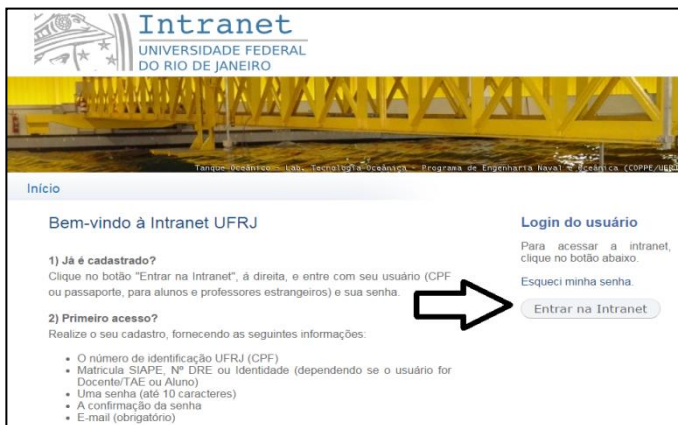 Intranet
UNIVERSIDADE FEDERAL
DO RIO DE JANEIRO
Tanque Oceânico - Lab. Tecnologia Oceânica - Programa de Engenharia Naval e Oceânica (COPPE/UFRJ
Início
Bem-vindo à Intranet UFRJ
1) Jà é cadastrado?
Clique no botão "Entrar na Intranet", á direita, e entre com seu usuário (CPF
ou passaporte, para alunos e professores estrangeiros) e sua senha.
2) Primeiro acesso?
Realize o seu cadastro, fornecendo as seguintes informações:
• O número de identificação UFRJ (CPF)
• Matricula SIAPE, Nº DRE ou Identidade (dependendo se o usuário for
Docente/TAE ou Aluno)
• Uma senha (até 10 caracteres)
• A confirmação da senha
• E-mail (obrigatório)
Login do usuário
Para acessar a intranet,
clique no botão abaixo.
Esqueci minha senha.
Entrar na Intranet